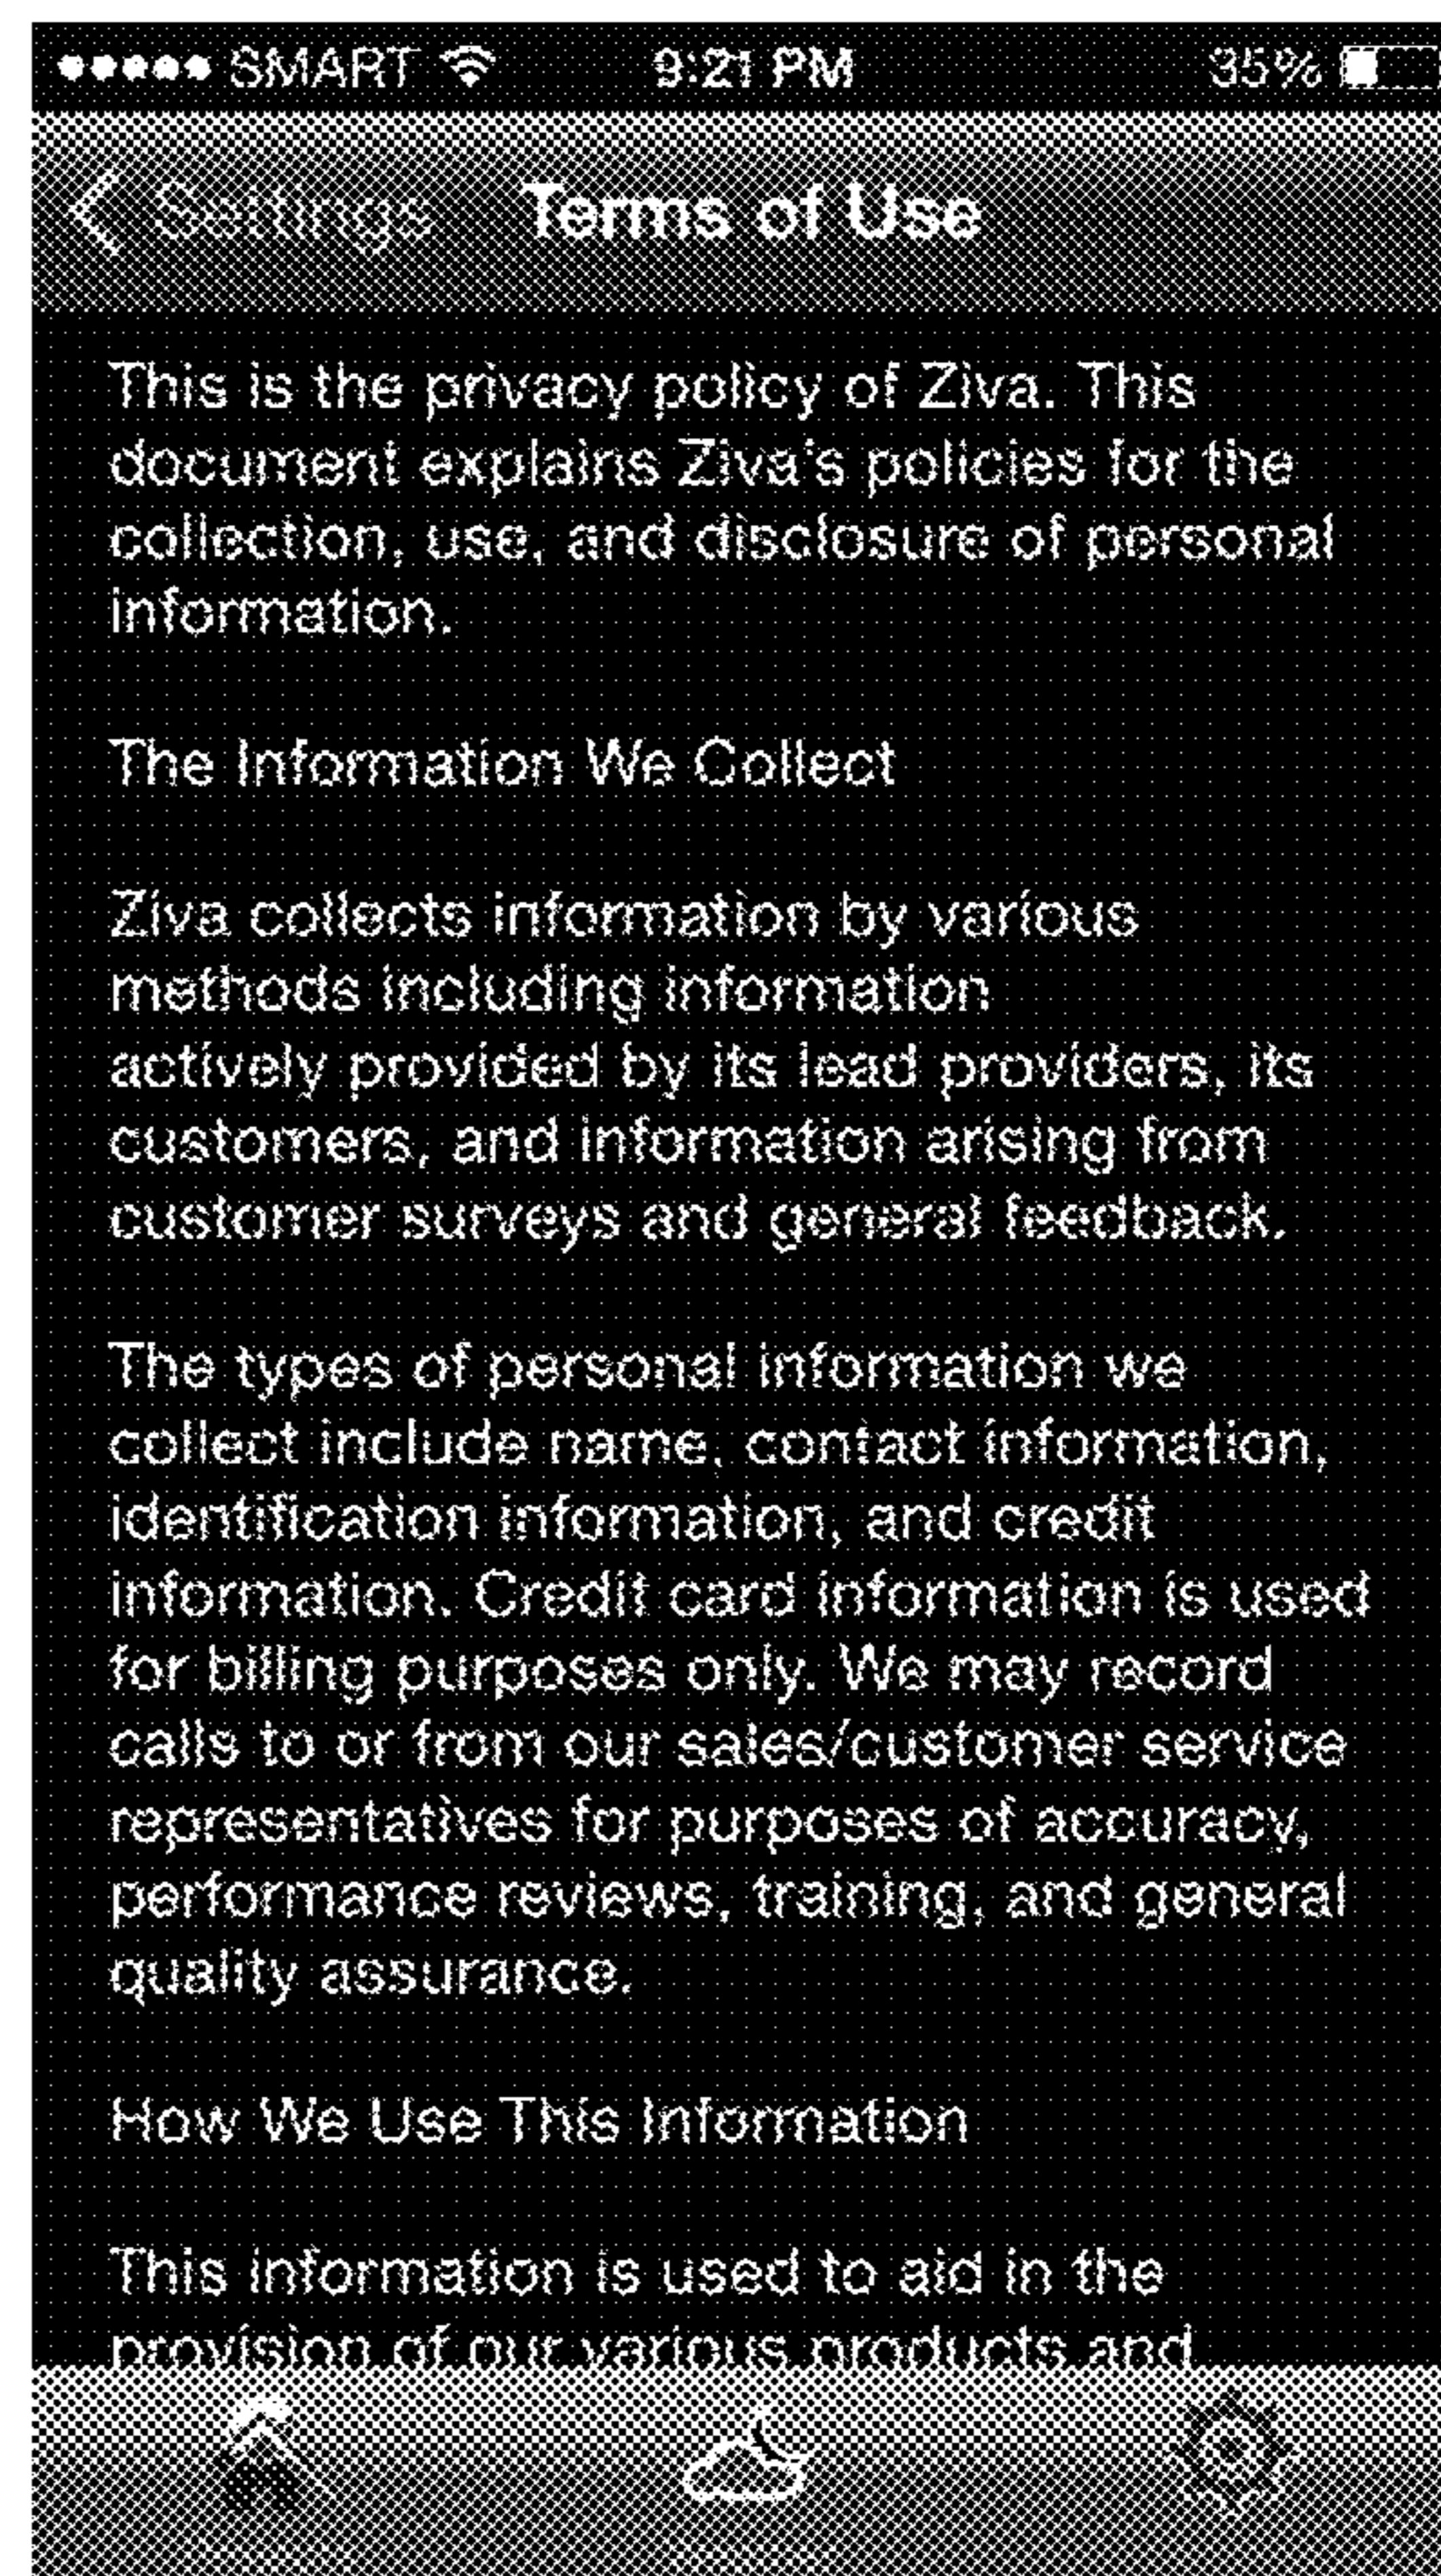 SMART 9:21 PM 35%
Settings Terms of Use
This is the privacy policy of Ziva. This
document explains Ziva's policies for the
collection, use, and disclosure of personal
information.
The Information We Collect
Ziva collects information by various
methods including information
actively provided by its lead providers, its
customers, and information arising from
customer surveys and general feedback.
The types of personal information we
collect include name, contact information,
identification information, and credit
information. Credit card information is used
for billing purposes only. We may record
calls to or from our sales/customer service
representatives for purposes of accuracy,
performance reviews, training, and general
quality assurance.
How We Use This Information
This information is used to aid in the
provision of our various products and